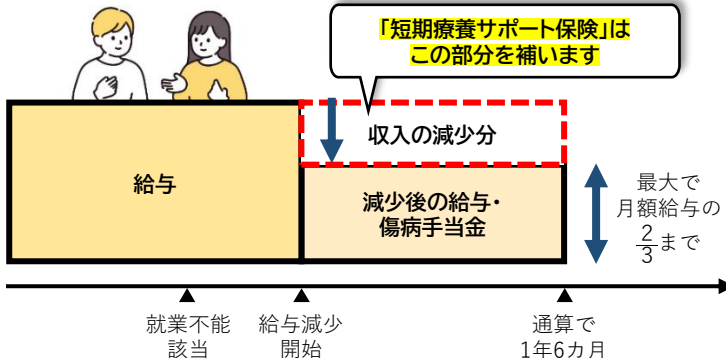 「短期療養サポート保険」は
この部分を補います
収入の減少分
給与
減少後の給与・
傷病手当金
最大で
月額給与の
2/3まで
就業不能
該当
給与減少
開始
通算で
1年6カ月